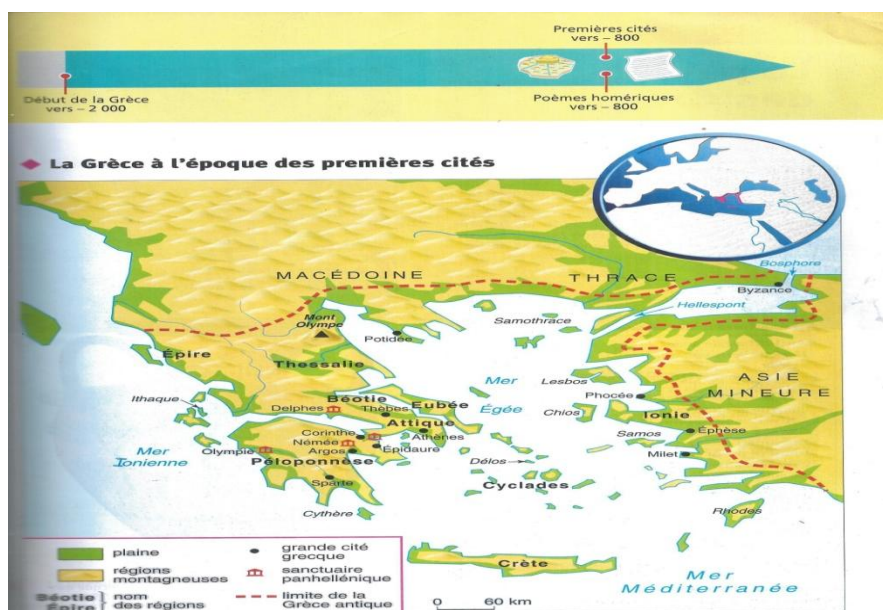 Premières cités
vers – 800
Début de la Grèce
vers – 2 000
Poèmes homériques
vers – 800
La Grèce à l'époque des premières cités
Bosphore
MACÉDOINE
THRACE
Byzance
Hellespont
Mont
Olympe
Samothrace
Potidée
Épire
Thessalie
ASIE
MINEURE
Lesbos
Mer
Égée
Phocée
Ithaque
Béotie
Eubée
Delphes
Thèbes
Chios
Ionie
Attique
Corinthe
Athènes
Samos
Éphèse
Némée
Mer
Ionienne
Olympie
Argos
Épidaure
Milet
Péloponnèse
Délos
Sparte
Cyclades
Cythère
Rhodes
Crète
Mer
Méditerranée
plaine
régions
montagneuses
Béotie
Épire
nom
des régions
grande cité
grecque
sanctuaire
panhellénique
limite de la
Grèce antique
0 60 km